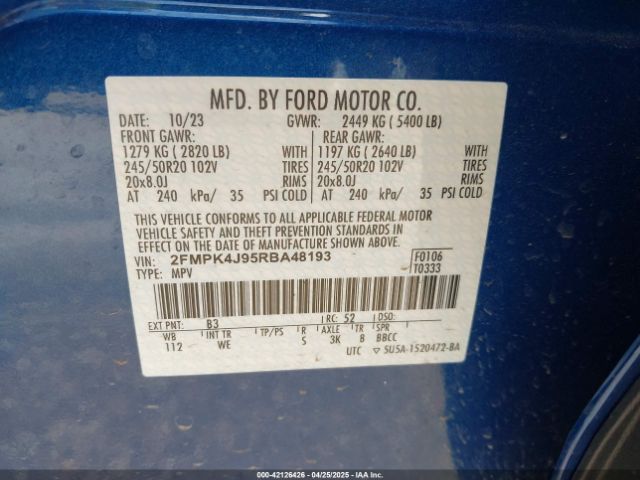 MFD. BY FORD MOTOR CO.
DATE: 10/23 GVWR: 2449 KG ( 5400 LB)
FRONT GAWR: REAR GAWR:
1279 KG ( 2820 LB) WITH 1197 KG ( 2640 LB) WITH
245/50R20 102V TIRES 245/50R20 102V TIRES
20x8.0J RIMS 20x8.0J RIMS
AT 240 kPa/ 35 PSI COLD AT 240 kPa/ 35 PSI COLD
THIS VEHICLE CONFORMS TO ALL APPLICABLE FEDERAL MOTOR
VEHICLE SAFETY AND THEFT PREVENTION STANDARDS IN
EFFECT ON THE DATE OF MANUFACTURE SHOWN ABOVE.
VIN: 2FMPK4J95RBA48193 F0106
TYPE: MPV T0333
EXT PNT: B3 RC: 52 DSO:
WB INT TR TP/PS R AXLE TR SPR
112 WE S 3K B BBCC
UTC ▽ 5U5A-1520472-BA
000-42126426 - 04/25/2025 - IAA Inc.